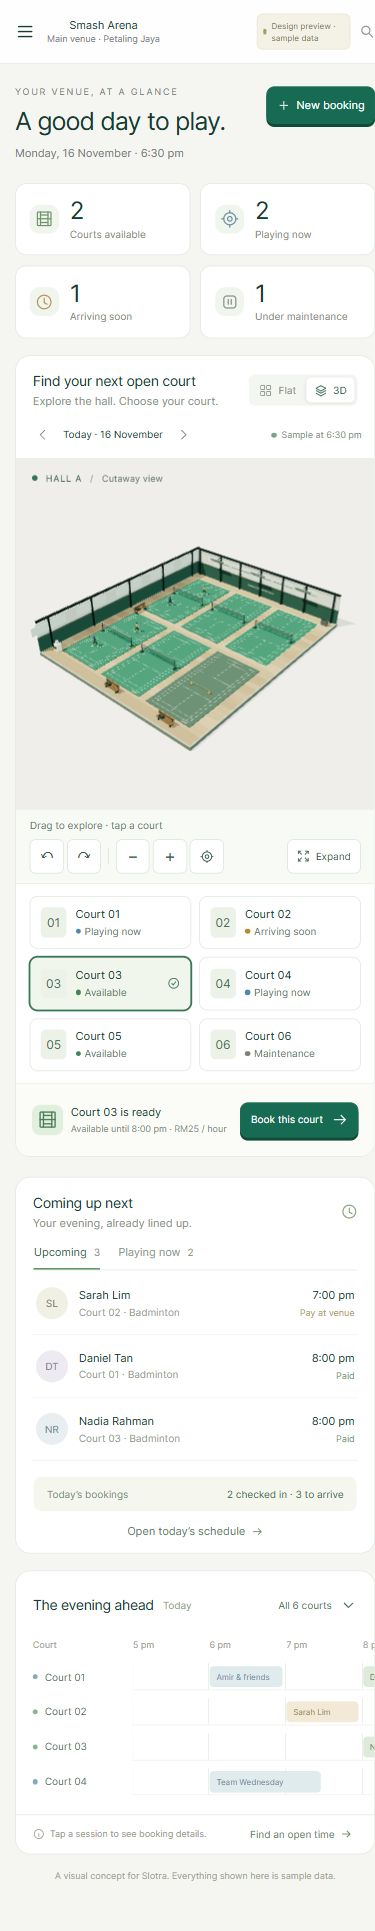 Smash Arena
Main venue · Petaling Jaya
Design preview ·
sample data
YOUR VENUE, AT A GLANCE
A good day to play.
+ New booking
Monday, 16 November · 6:30 pm
2
Courts available
2
Playing now
1
Arriving soon
1
Under maintenance
Find your next open court
Explore the hall. Choose your court.
Flat
3D
Today · 16 November
Sample at 6:30 pm
HALL A / Cutaway view
Drag to explore · tap a court
Expand
01 Court 01
Playing now
02 Court 02
Arriving soon
03 Court 03
Available
04 Court 04
Playing now
05 Court 05
Available
06 Court 06
Maintenance
Court 03 is ready
Available until 8:00 pm · RM25 / hour
Book this court →
Coming up next
Your evening, already lined up.
Upcoming 3
Playing now 2
SL Sarah Lim 7:00 pm
Court 02 · Badminton Pay at venue
DT Daniel Tan 8:00 pm
Court 01 · Badminton Paid
NR Nadia Rahman 8:00 pm
Court 03 · Badminton Paid
Today's bookings 2 checked in · 3 to arrive
Open today's schedule →
The evening ahead Today All 6 courts
Court 5 pm 6 pm 7 pm 8 p
Court 01 Amir & friends D
Court 02 Sarah Lim
Court 03 N
Court 04 Team Wednesday
Tap a session to see booking details. Find an open time →
A visual concept for Slotra. Everything shown here is sample data.